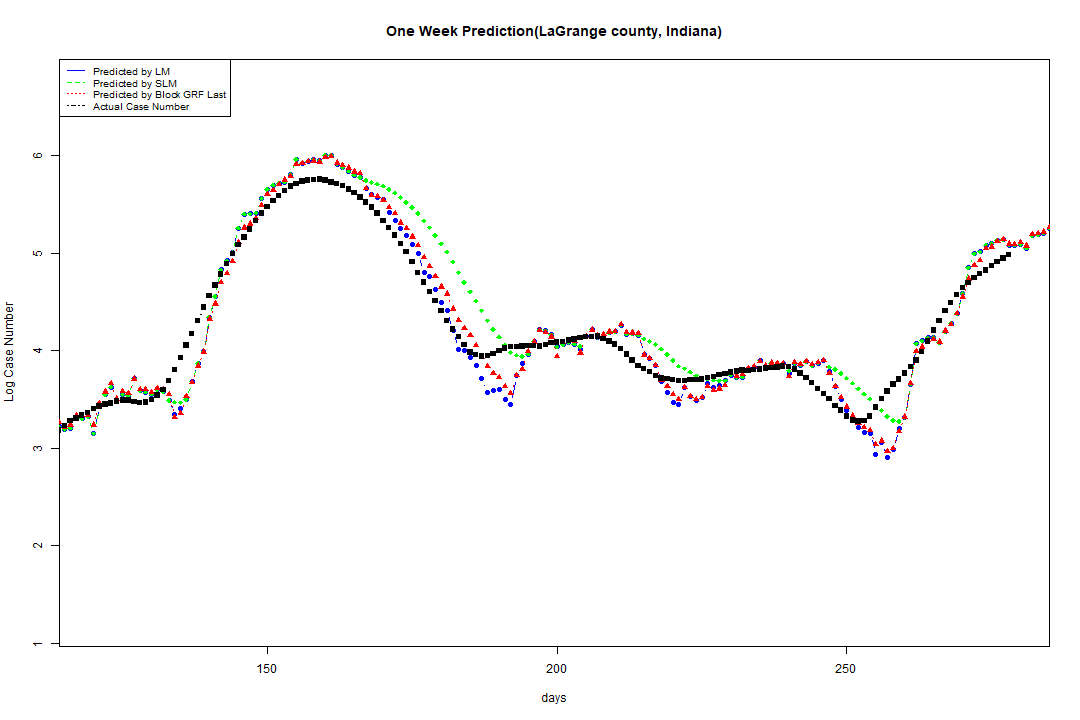 One Week Prediction(LaGrange county, Indiana)
Predicted by LM
Predicted by SLM
Predicted by Block GRF Last
Actual Case Number
6
5
4
3
2
1
Log Case Number
150
200
250
days